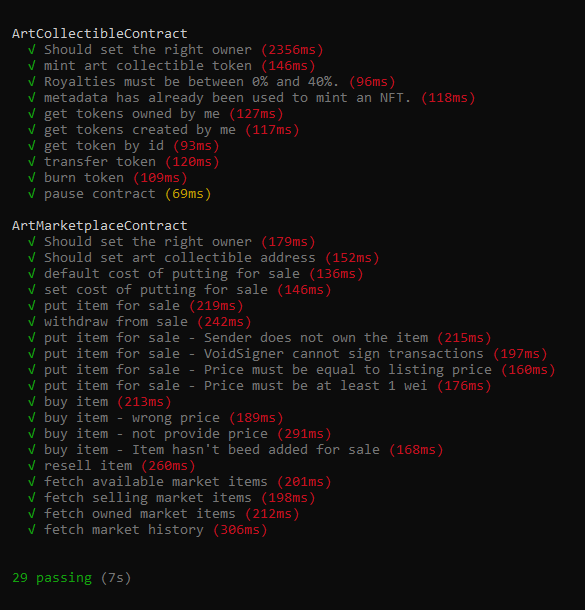 ArtCollectibleContract
√ Should set the right owner (2356ms)
√ mint art collectible token (146ms)
√ Royalties must be between 0% and 40%. (96ms)
√ metadata has already been used to mint an NFT. (118ms)
√ get tokens owned by me (127ms)
√ get tokens created by me (117ms)
√ get token by id (93ms)
√ transfer token (120ms)
√ burn token (109ms)
√ pause contract (69ms)
ArtMarketplaceContract
√ Should set the right owner (179ms)
√ Should set art collectible address (152ms)
√ default cost of putting for sale (136ms)
√ set cost of putting for sale (146ms)
√ put item for sale (219ms)
√ withdraw from sale (242ms)
√ put item for sale - Sender does not own the item (215ms)
√ put item for sale - VoidSigner cannot sign transactions (197ms)
√ put item for sale - Price must be equal to listing price (160ms)
√ put item for sale - Price must be at least 1 wei (176ms)
√ buy item (213ms)
√ buy item - wrong price (189ms)
√ buy item - not provide price (291ms)
√ buy item - Item hasn't beed added for sale (168ms)
√ resell item (260ms)
√ fetch available market items (201ms)
√ fetch selling market items (198ms)
√ fetch owned market items (212ms)
√ fetch market history (306ms)
29 passing (7s)